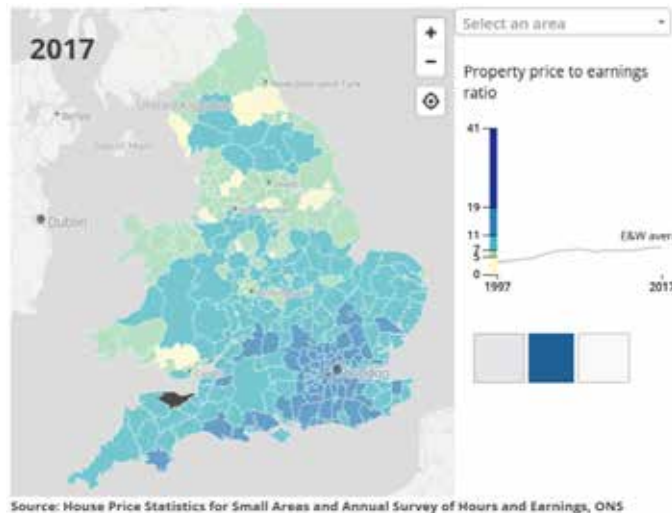 2017
+
−
Select an area
Property price to earnings
ratio
41
19
11
7
5
0
E&W aver
1997
2017
Dublin
Source: House Price Statistics for Small Areas and Annual Survey of Hours and Earnings, ONS